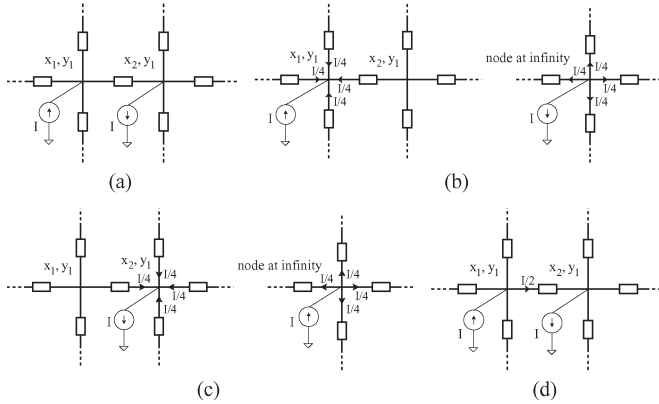 x₁, y₁ x₂, y₁
I I
(a)
x₁, y₁ x₂, y₁ node at infinity
I/4
I/4 I/4
I/4
I/4
I/4 I/4
I/4
I I
(b)
x₁, y₁ x₂, y₁ node at infinity
I/4
I/4 I/4
I/4
I/4
I/4 I/4
I/4
I I
(c)
x₁, y₁ I/2 x₂, y₁
I I
(d)